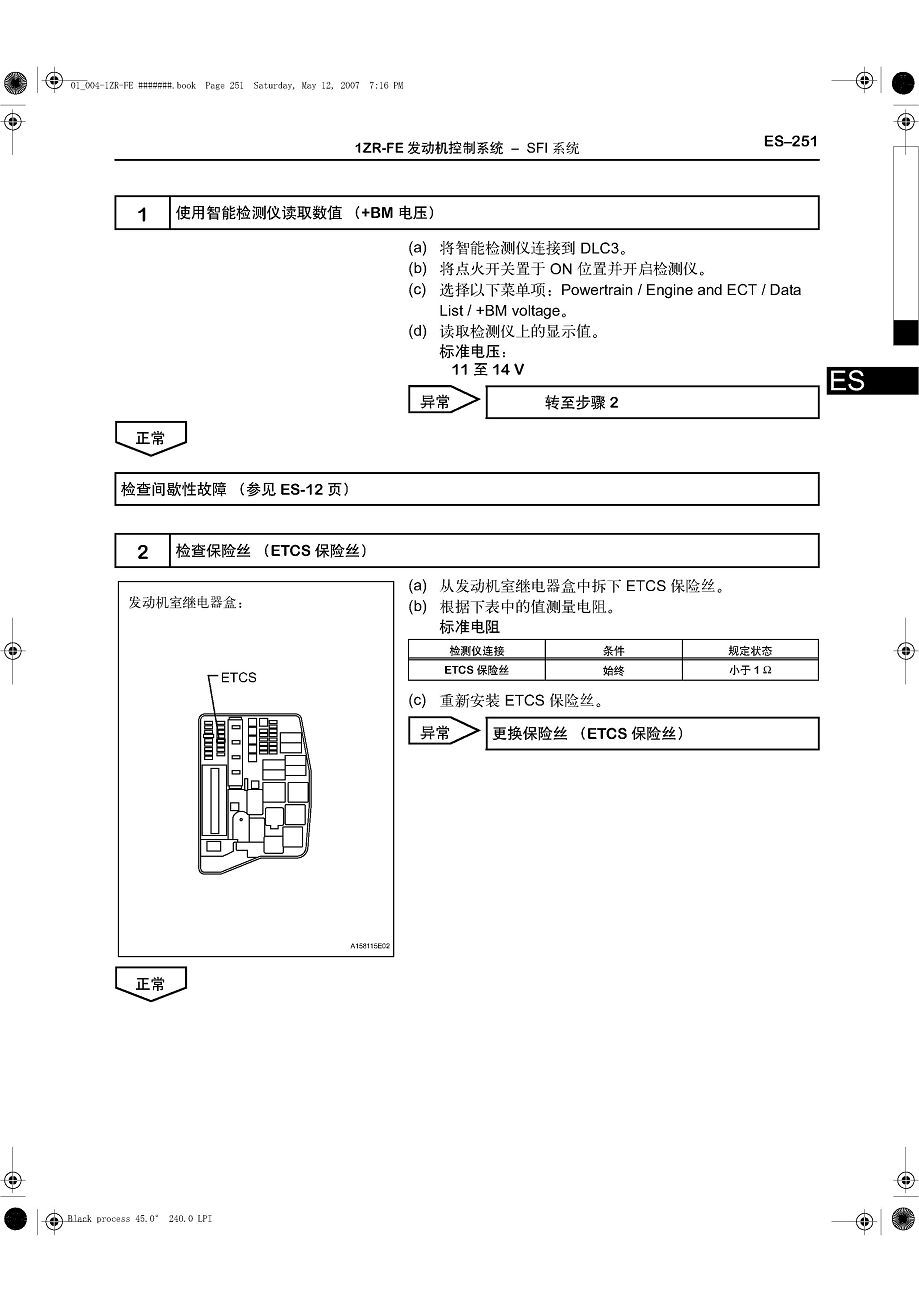 01_004-1ZR-FE #######.book Page 251 Saturday, May 12, 2007 7:16 PM
1ZR-FE 发动机控制系统 – SFI 系统
ES–251
1 使用智能检测仪读取数值 （+BM 电压）
(a) 将智能检测仪连接到 DLC3。
(b) 将点火开关置于 ON 位置并开启检测仪。
(c) 选择以下菜单项：Powertrain / Engine and ECT / Data
List / +BM voltage。
(d) 读取检测仪上的显示值。
标准电压：
11 至 14 V
ES
异常 转至步骤 2
正常
检查间歇性故障 （参见 ES-12 页）
2 检查保险丝 （ETCS 保险丝）
发动机室继电器盒：
ETCS
A158115E02
(a) 从发动机室继电器盒中拆下 ETCS 保险丝。
(b) 根据下表中的值测量电阻。
标准电阻
检测仪连接 条件 规定状态
ETCS 保险丝 始终 小于 1 Ω
(c) 重新安装 ETCS 保险丝。
异常 更换保险丝 （ETCS 保险丝）
正常
Black process 45.0° 240.0 LPI